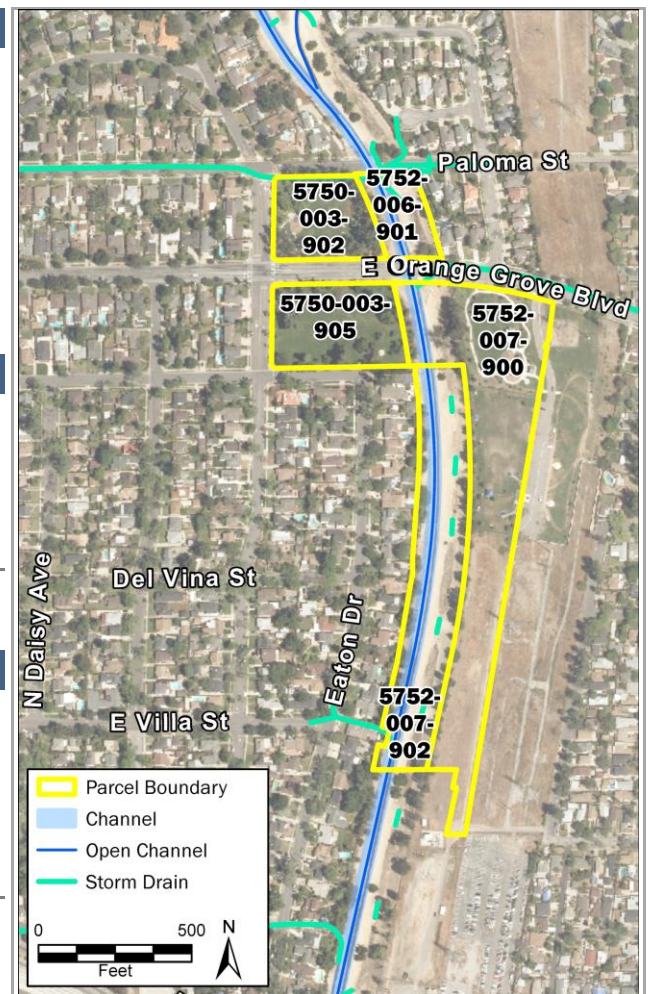 Paloma St
5750-
003-
902
5752-
006-
901
E Orange Grove Blvd
5750-003-
905
5752-
007-
900
N Daisy Ave
Del Vina St
Eaton Dr
E Villa St
5752-
007-
902
Parcel Boundary
Channel
Open Channel
Storm Drain
0 500
Feet
N